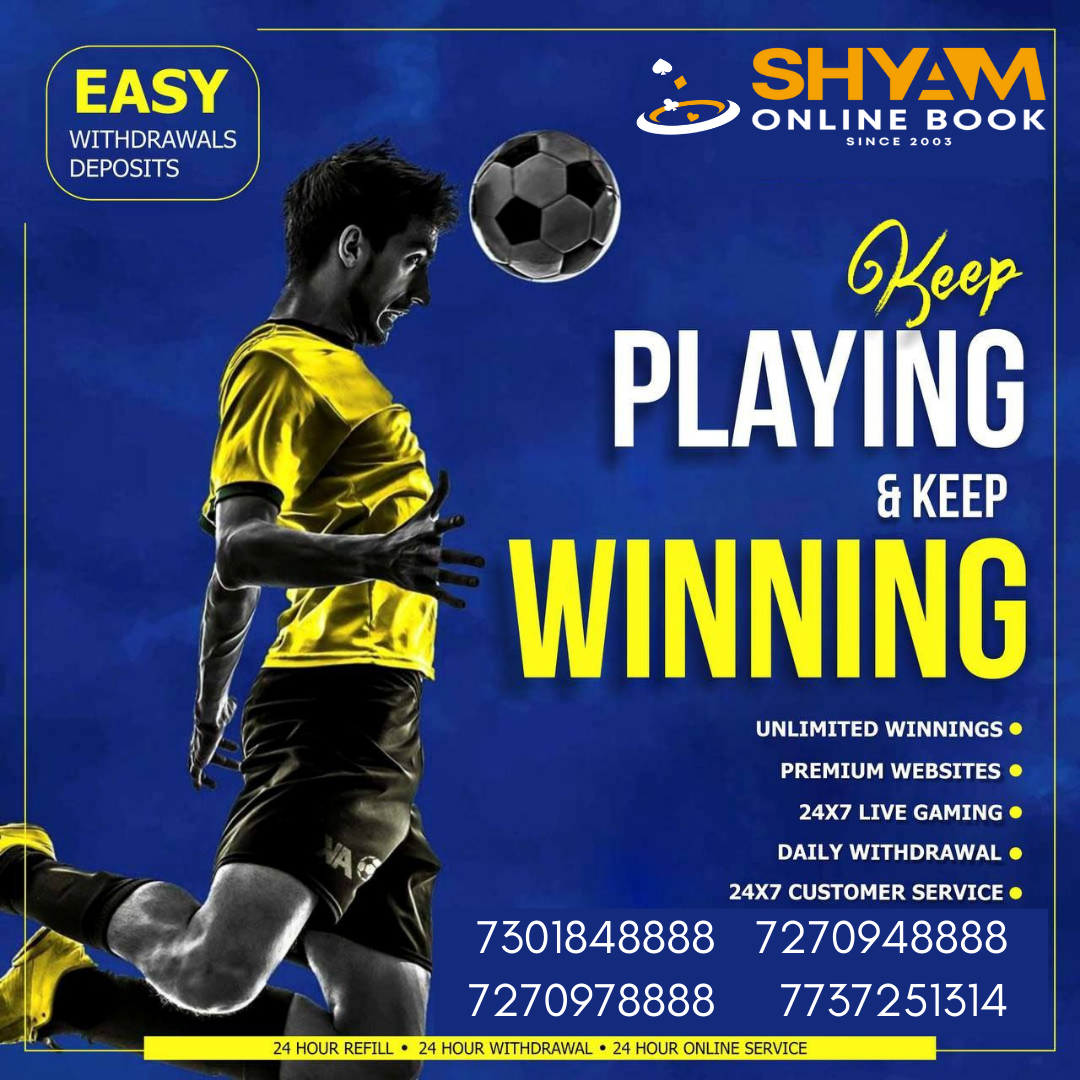 EASY
WITHDRAWALS
DEPOSITS
SHYAM
ONLINE BOOK
SINCE 2003
Keep
PLAYING
& KEEP
WINNING
UNLIMITED WINNINGS
PREMIUM WEBSITES
24X7 LIVE GAMING
DAILY WITHDRAWAL
24X7 CUSTOMER SERVICE
7301848888 7270948888
7270978888 7737251314
24 HOUR REFILL • 24 HOUR WITHDRAWAL • 24 HOUR ONLINE SERVICE